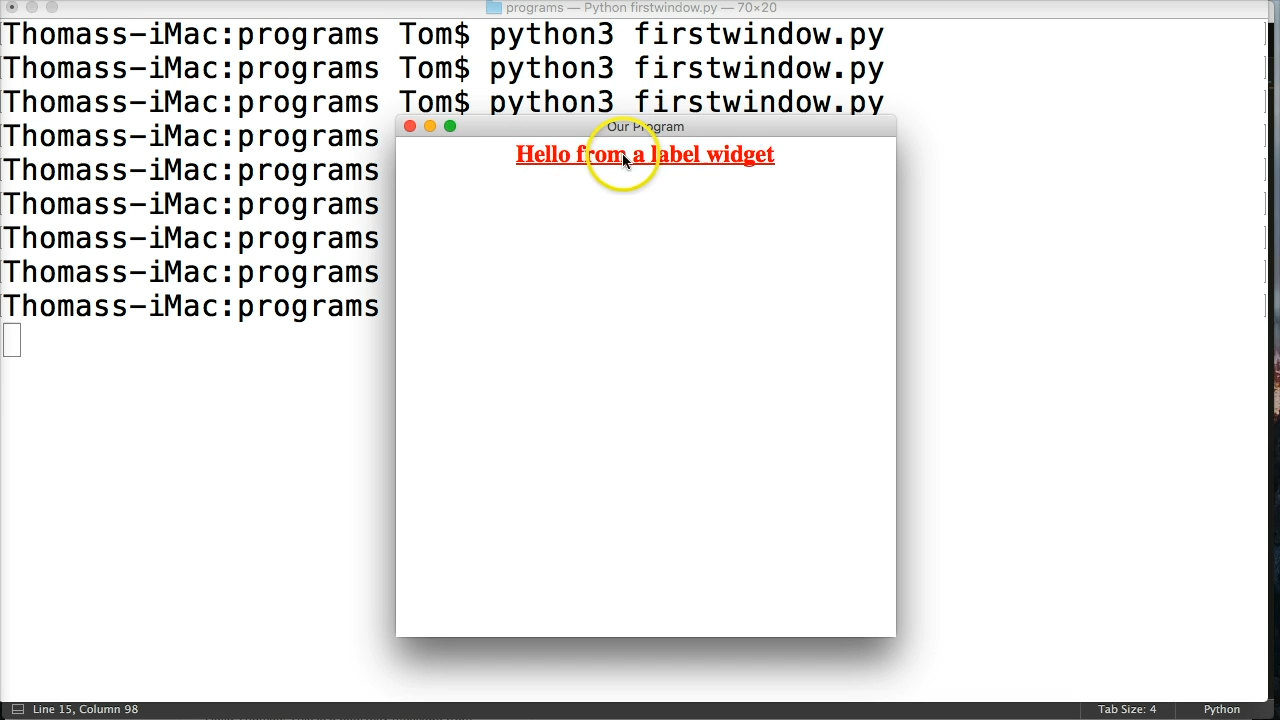 programs — Python firstwindow.py — 70×20
Thomass-iMac:programs Tom$ python3 firstwindow.py
Thomass-iMac:programs Tom$ python3 firstwindow.py
Thomass-iMac:programs Tom$ python3 firstwindow.py
Thomass-iMac:programs
Thomass-iMac:programs
Thomass-iMac:programs
Thomass-iMac:programs
Thomass-iMac:programs
Thomass-iMac:programs
Our Program
Hello from a label widget
Line 15, Column 98
Tab Size: 4
Python